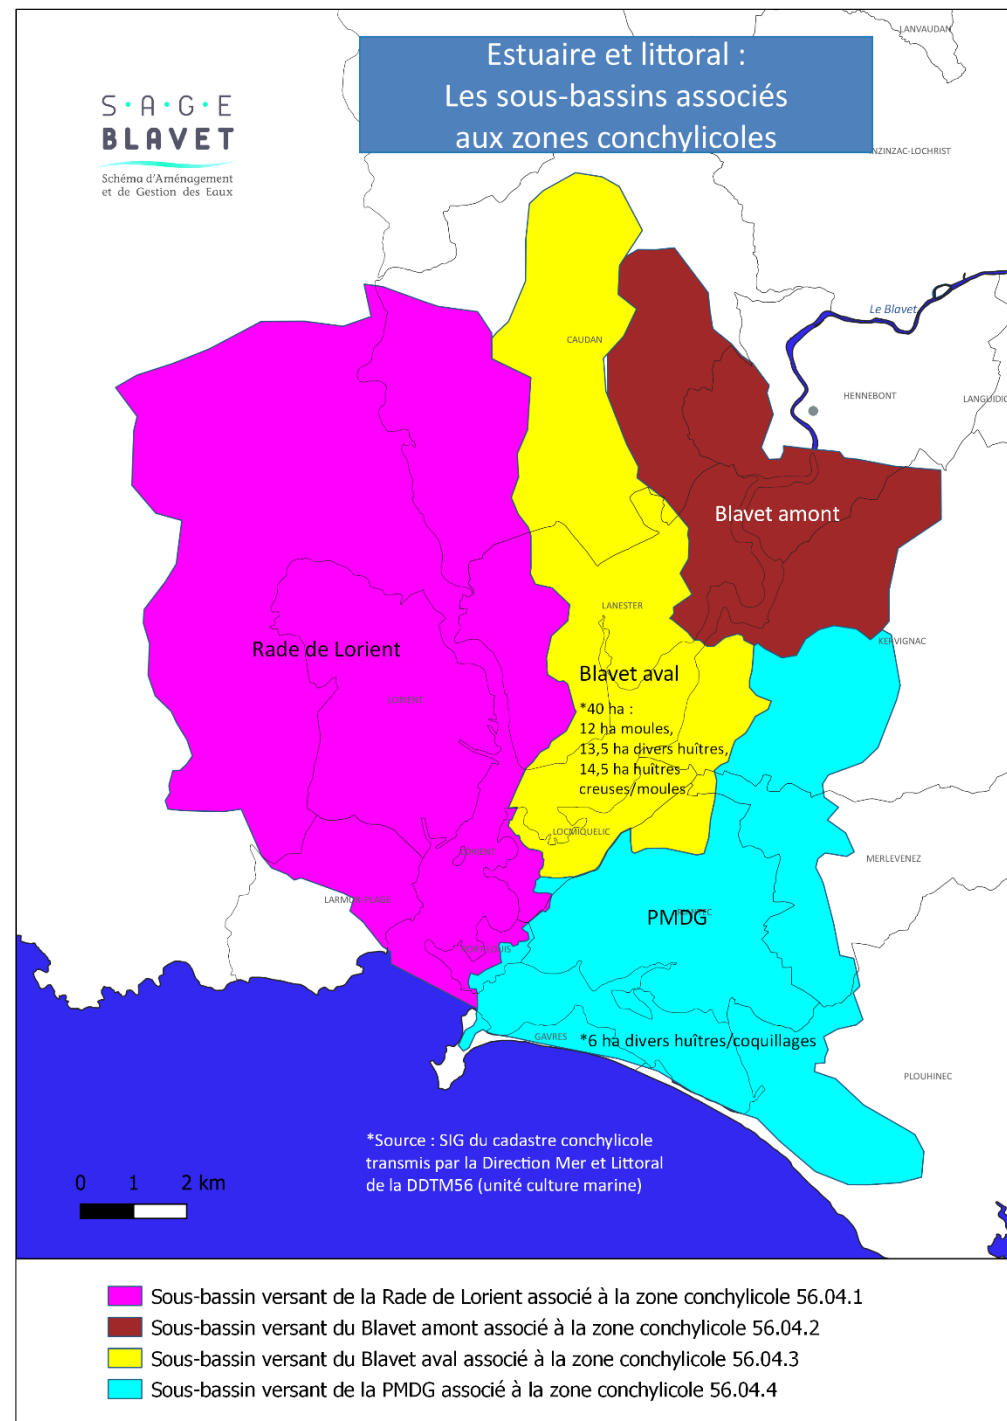 LANVAUDAN
Estuaire et littoral :
Les sous-bassins associés
aux zones conchylicoles
S·A·G·E
BLAVET
Schéma d'Aménagement
et de Gestion des Eaux
NZINZAC-LOCHRIST
Le Blavet
CAUDAN
HENNEBONT
LANGUIDIC
Blavet amont
LANESTER
KERVIGNAC
Rade de Lorient
Blavet aval
LORIENT
*40 ha :
12 ha moules,
13,5 ha divers huîtres,
14,5 ha huîtres
creuses/moules
LOCMIQUELIC
LORIENT
MERLEVENEZ
LARMOR-PLAGE
PMDG
PORT-LOUIS
GAVRES
*6 ha divers huîtres/coquillages
PLOUHINEC
*Source : SIG du cadastre conchylicole
transmis par la Direction Mer et Littoral
de la DDTM56 (unité culture marine)
0 1 2 km
Sous-bassin versant de la Rade de Lorient associé à la zone conchylicole 56.04.1
Sous-bassin versant du Blavet amont associé à la zone conchylicole 56.04.2
Sous-bassin versant du Blavet aval associé à la zone conchylicole 56.04.3
Sous-bassin versant de la PMDG associé à la zone conchylicole 56.04.4